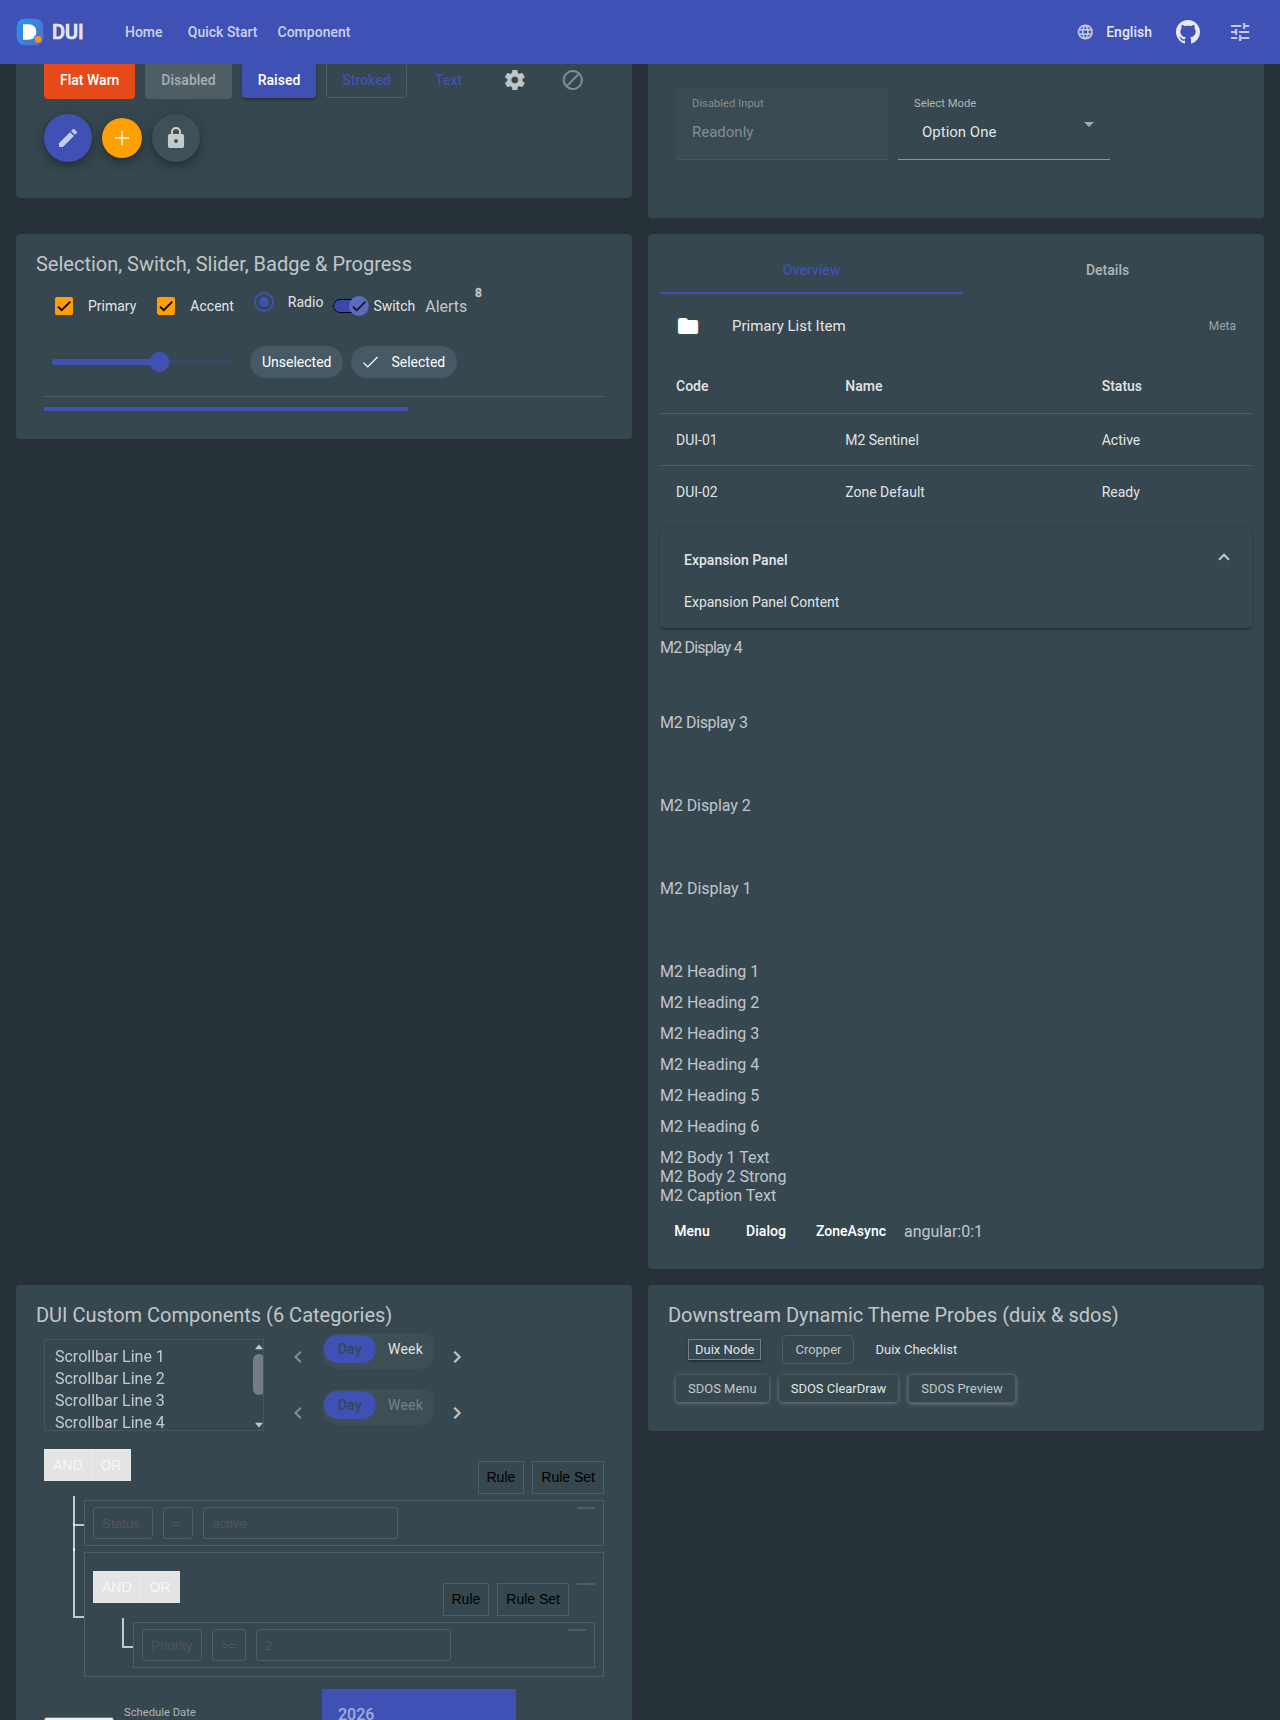 DUI
Home
Quick Start
Component
English
Flat Warn
Disabled
Raised
Stroked
Text
Disabled Input
Readonly
Select Mode
Option One
Selection, Switch, Slider, Badge & Progress
Primary
Accent
Radio
Switch
Alerts
8
Unselected
Selected
Overview
Details
Primary List Item
Meta
Code
Name
Status
DUI-01
M2 Sentinel
Active
DUI-02
Zone Default
Ready
Expansion Panel
Expansion Panel Content
M2 Display 4
M2 Display 3
M2 Display 2
M2 Display 1
M2 Heading 1
M2 Heading 2
M2 Heading 3
M2 Heading 4
M2 Heading 5
M2 Heading 6
M2 Body 1 Text
M2 Body 2 Strong
M2 Caption Text
Menu
Dialog
ZoneAsync
angular:0:1
DUI Custom Components (6 Categories)
Scrollbar Line 1
Scrollbar Line 2
Scrollbar Line 3
Scrollbar Line 4
Day
Week
Day
Week
AND
OR
Rule
Rule Set
Status
=
active
AND
OR
Rule
Rule Set
Priority
>=
2
Schedule Date
2026
Downstream Dynamic Theme Probes (duix & sdos)
Duix Node
Cropper
Duix Checklist
SDOS Menu
SDOS ClearDraw
SDOS Preview